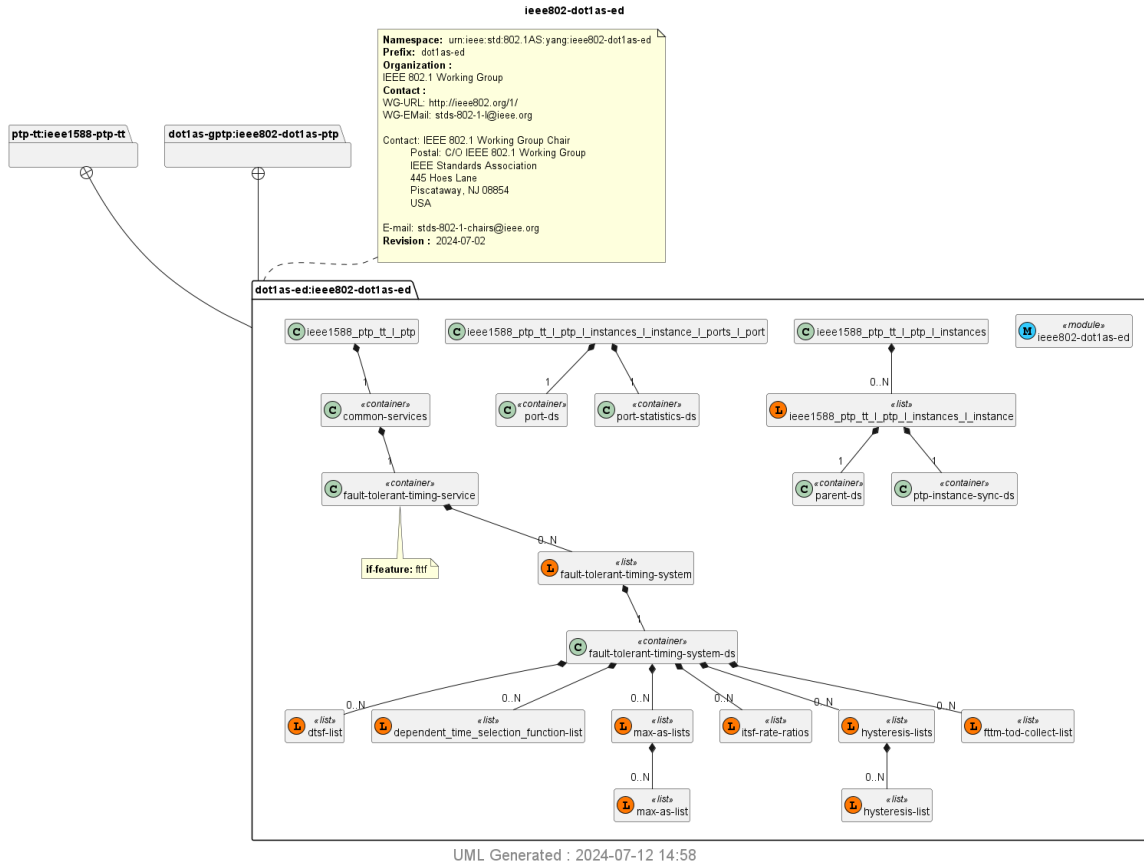 ieee802-dot1as-ed
Namespace: urn:ieee:std:802.1AS:yang:ieee802-dot1as-ed
Prefix: dot1as-ed
Organization :
IEEE 802.1 Working Group
Contact :
WG-URL: http://ieee802.org/1/
WG-EMail: stds-802-1-l@ieee.org
Contact: IEEE 802.1 Working Group Chair
Postal: C/O IEEE 802.1 Working Group
IEEE Standards Association
445 Hoes Lane
Piscataway, NJ 08854
USA
E-mail: stds-802-1-chairs@ieee.org
Revision : 2024-07-02
ptp-tt:ieee1588-ptp-tt
dot1as-gptp:ieee802-dot1as-ptp
dot1as-ed:ieee802-dot1as-ed
C ieee1588_ptp_tt_I_ptp
C ieee1588_ptp_tt_I_ptp_I_instances_I_instance_I_ports_I_port
C ieee1588_ptp_tt_I_ptp_I_instances
M «module»
ieee802-dot1as-ed
1
1
1
0..N
C «container»
common-services
C «container»
port-ds
C «container»
port-statistics-ds
L «list»
ieee1588_ptp_tt_I_ptp_I_instances_I_instance
1
1
1
C «container»
fault-tolerant-timing-service
C «container»
parent-ds
C «container»
ptp-instance-sync-ds
0..N
if-feature: fttf
L «list»
fault-tolerant-timing-system
1
C «container»
fault-tolerant-timing-system-ds
0..N
0..N
0..N
0..N
0..N
0..N
L «list»
dtsf-list
L «list»
dependent_time_selection_function-list
L «list»
max-as-lists
L «list»
itsf-rate-ratios
L «list»
hysteresis-lists
L «list»
fttm-tod-collect-list
0..N
0..N
L «list»
max-as-list
L «list»
hysteresis-list
UML Generated : 2024-07-12 14:58